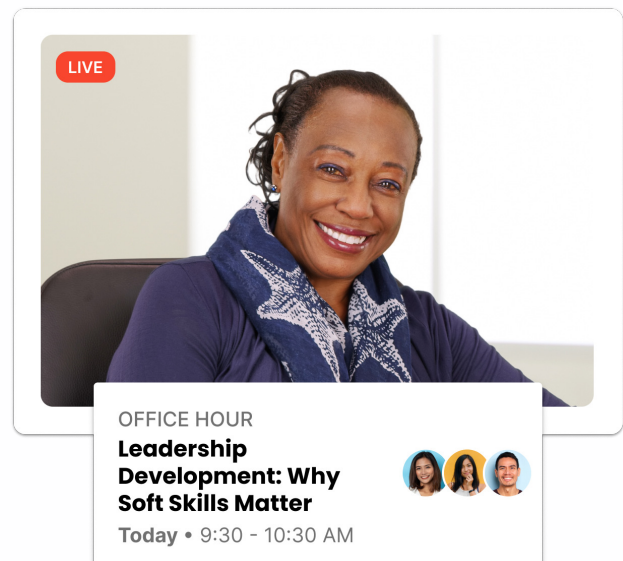 LIVE
OFFICE HOUR
Leadership
Development: Why
Soft Skills Matter
Today • 9:30 - 10:30 AM